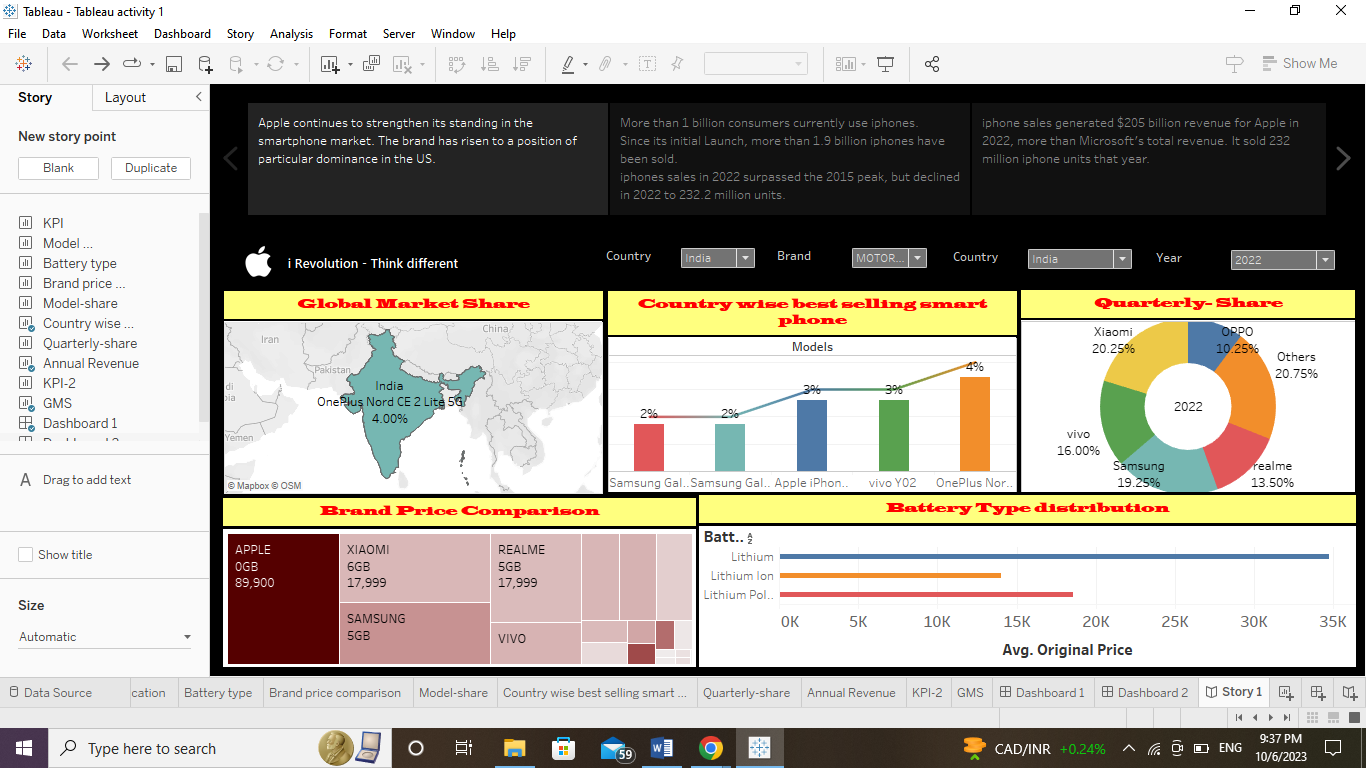 Tableau - Tableau activity 1
File Data Worksheet Dashboard Story Analysis Format Server Window Help
Show Me
Story Layout
New story point
Blank Duplicate
KPI
Model ...
Battery type
Brand price ...
Model-share
Country wise ...
Quarterly-share
Annual Revenue
KPI-2
GMS
Dashboard 1
Drag to add text
Show title
Size
Automatic
Apple continues to strengthen its standing in the
smartphone market. The brand has risen to a position of
particular dominance in the US.
More than 1 billion consumers currently use iphones.
Since its initial Launch, more than 1.9 billion iphones have
been sold.
iphones sales in 2022 surpassed the 2015 peak, but declined
in 2022 to 232.2 million units.
iphone sales generated $205 billion revenue for Apple in
2022, more than Microsoft's total revenue. It sold 232
million iphone units that year.
i Revolution - Think different
Country India Brand MOTOR... Country India Year 2022
Global Market Share
China
Iran
Pakistan
India
OnePlus Nord CE 2 Lite 5G
4.00%
Yemen
© Mapbox © OSM
Country wise best selling smart
phone
Models
2% 2% 3% 3% 4%
Samsung Gal.. Samsung Gal.. Apple iPhon.. vivo Y02 OnePlus Nor..
Quarterly- Share
Xiaomi
20.25%
OPPO
10.25%
Others
20.75%
2022
vivo
16.00%
Samsung
19.25%
realme
13.50%
Brand Price Comparison
APPLE
0GB
89,900
XIAOMI
6GB
17,999
SAMSUNG
5GB
REALME
5GB
17,999
VIVO
Battery Type distribution
Batt..
Lithium
Lithium Ion
Lithium Pol..
0K 5K 10K 15K 20K 25K 30K 35K
Avg. Original Price
Data Source cation Battery type Brand price comparison Model-share Country wise best selling smart ... Quarterly-share Annual Revenue KPI-2 GMS Dashboard 1 Dashboard 2 Story 1
Type here to search
59
CAD/INR +0.24%
ENG
9:37 PM
10/6/2023